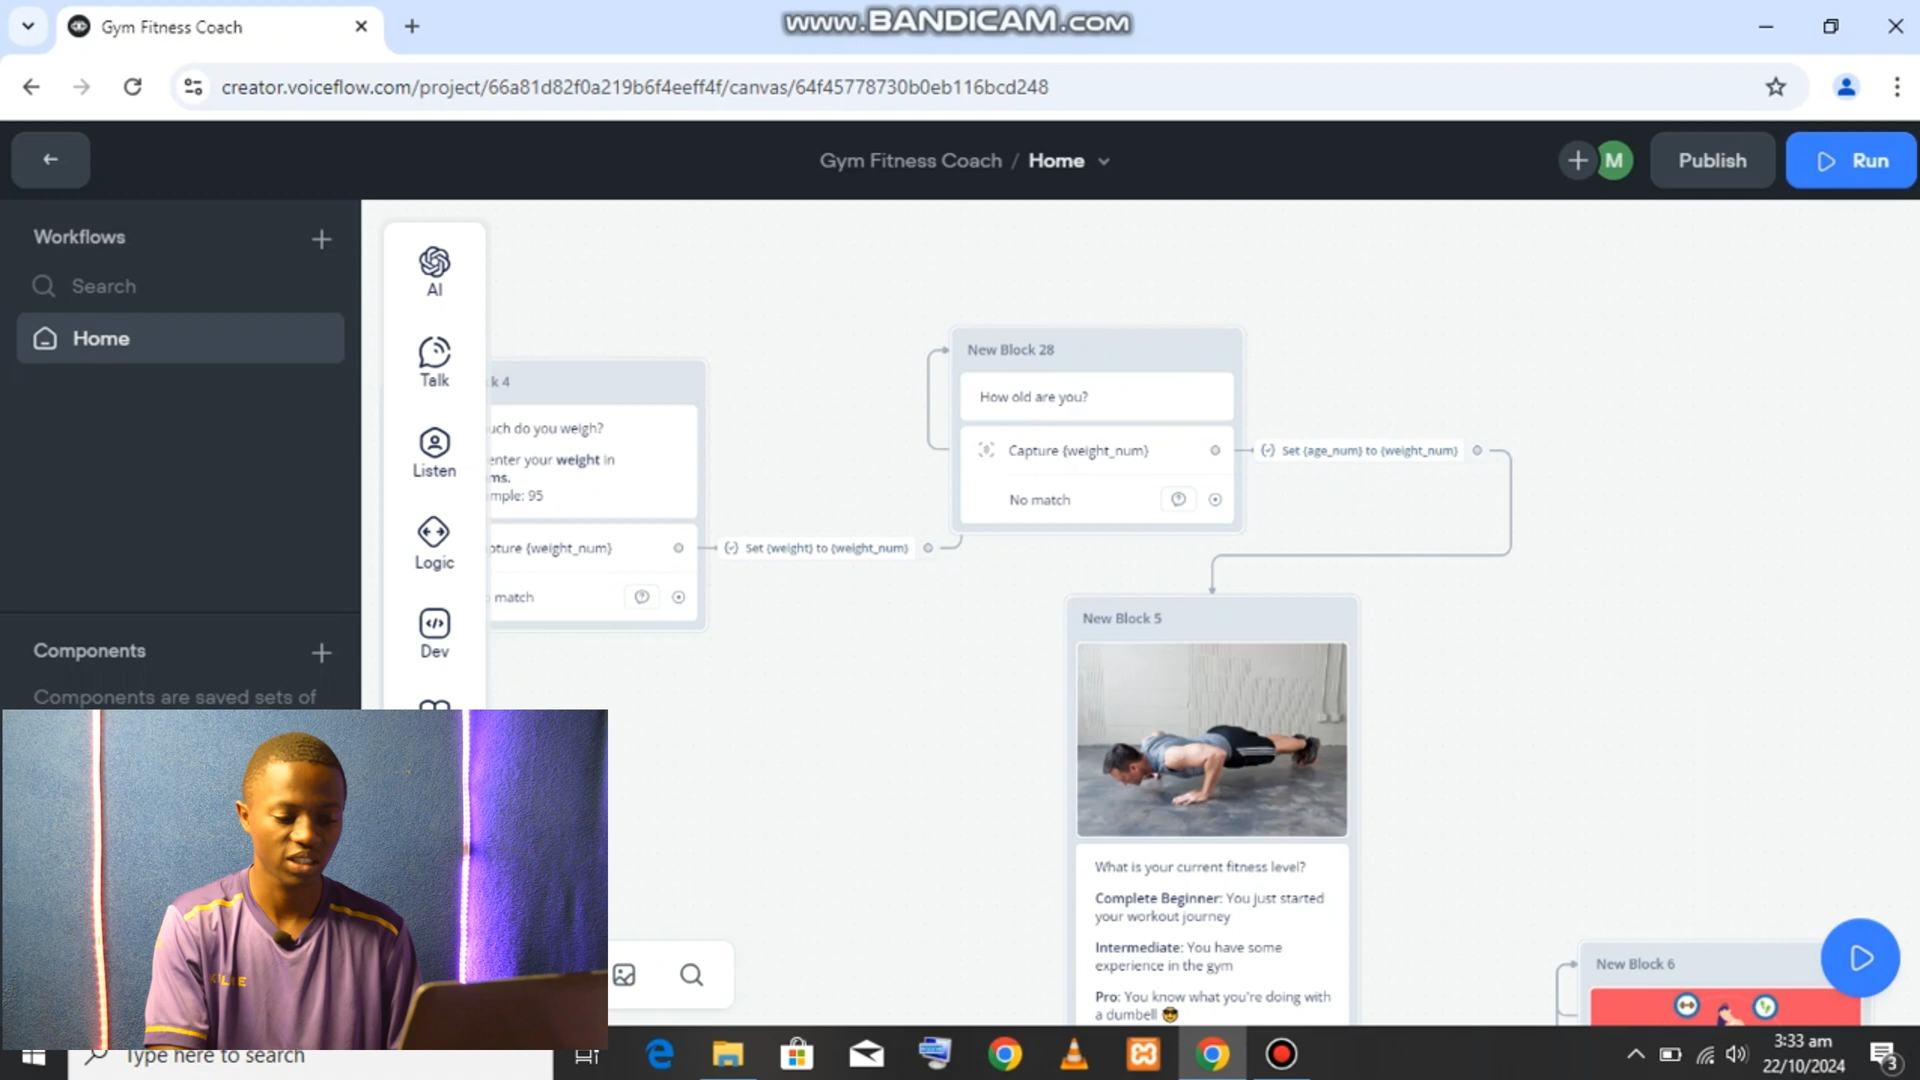 Gym Fitness Coach
www.BANDICAM.com
creator.voiceflow.com/project/66a81d82f0a219b6f4eeff4f/canvas/64f45778730b0eb116bcd248
Gym Fitness Coach / Home
M
Publish
Run
Workflows
Search
Home
Components
Components are saved sets of
AI
Talk
Listen
Logic
Dev
k 4
uch do you weigh?
enter your weight in
ms.
mple: 95
pture {weight_num}
match
Set {weight} to {weight_num}
New Block 28
How old are you?
Capture {weight_num}
No match
Set {age_num} to {weight_num}
New Block 5
What is your current fitness level?
Complete Beginner: You just started
your workout journey
Intermediate: You have some
experience in the gym
Pro: You know what you're doing with
a dumbell 😎
New Block 6
Type here to search
3:33 am
22/10/2024
3